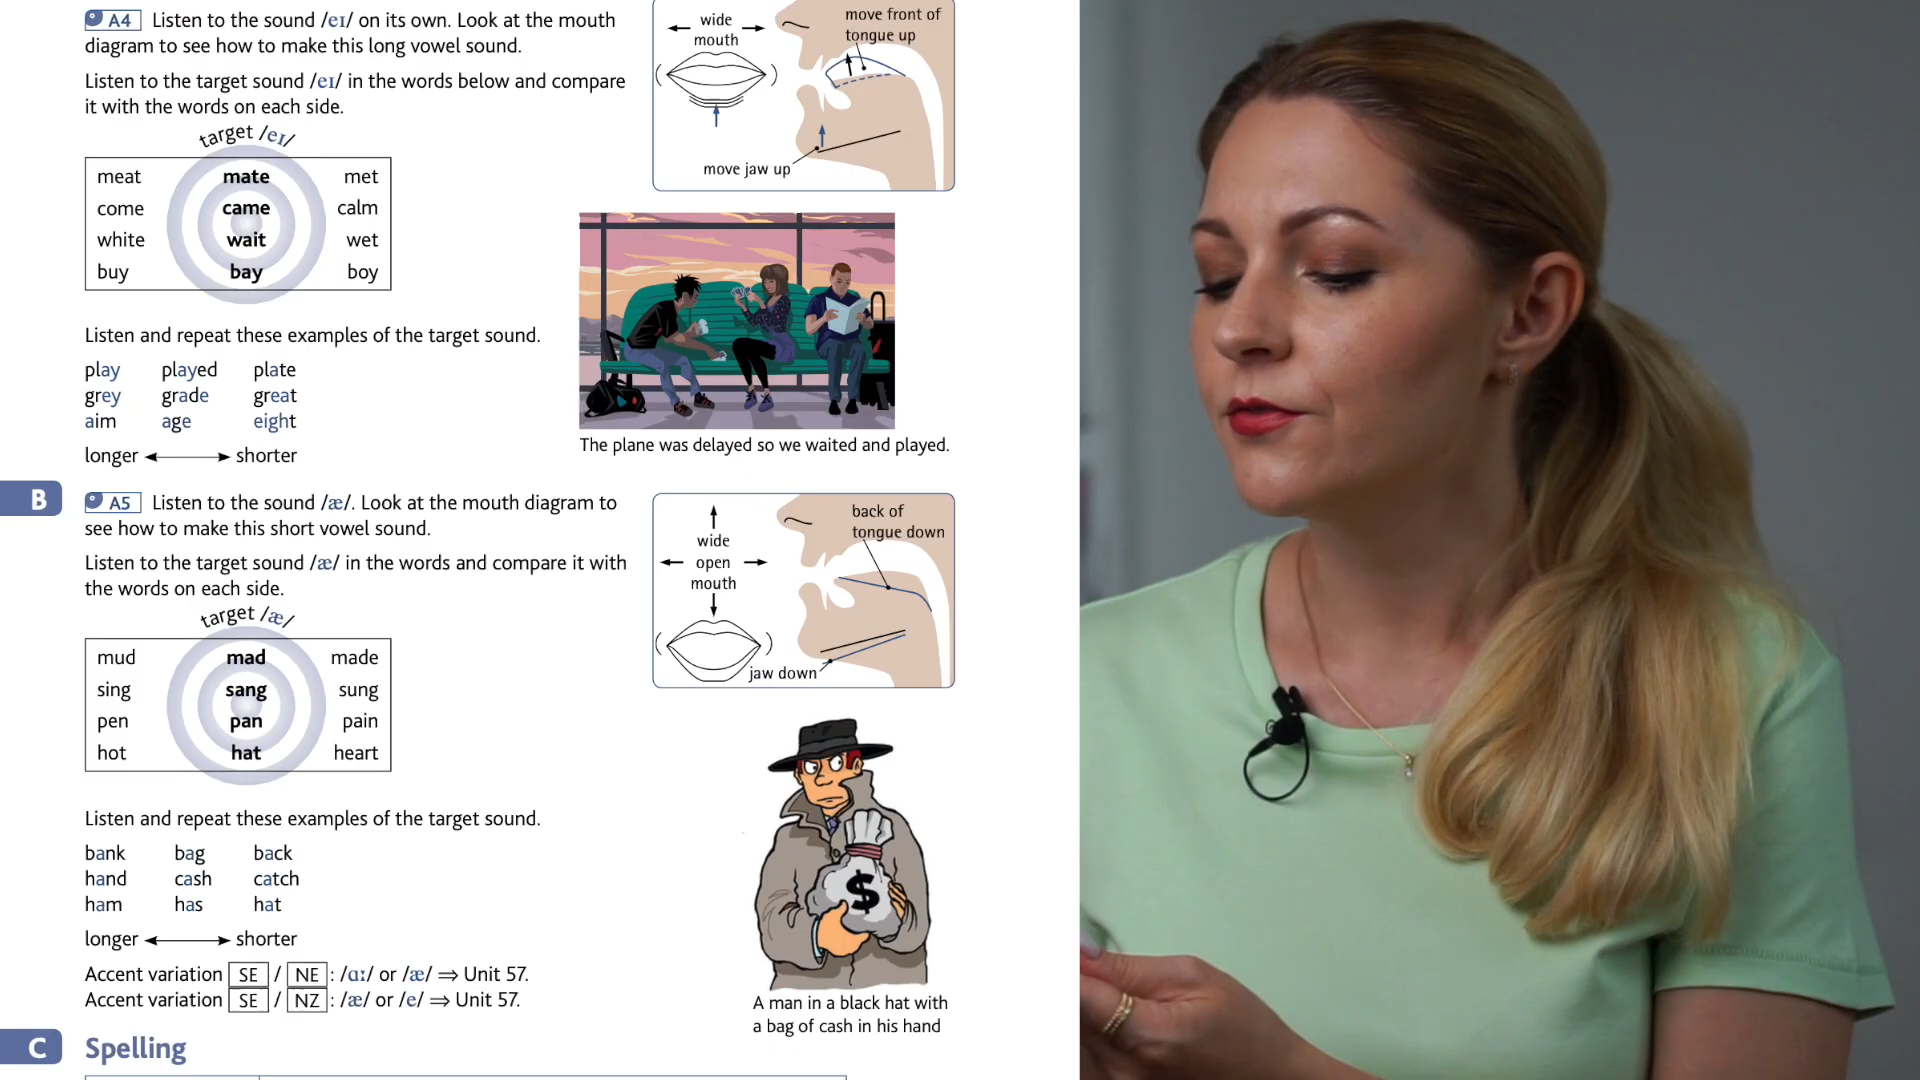 A4 Listen to the sound /eɪ/ on its own. Look at the mouth
diagram to see how to make this long vowel sound.
Listen to the target sound /eɪ/ in the words below and compare
it with the words on each side.
target /eɪ/
meat mate met
come came calm
white wait wet
buy bay boy
wide
mouth
move front of
tongue up
move jaw up
Listen and repeat these examples of the target sound.
play played plate
grey grade great
aim age eight
longer shorter
The plane was delayed so we waited and played.
B
A5 Listen to the sound /æ/. Look at the mouth diagram to
see how to make this short vowel sound.
Listen to the target sound /æ/ in the words and compare it with
the words on each side.
target /æ/
mud mad made
sing sang sung
pen pan pain
hot hat heart
wide
open
mouth
back of
tongue down
jaw down
Listen and repeat these examples of the target sound.
bank bag back
hand cash catch
ham has hat
longer shorter
Accent variation SE / NE : /ɑː/ or /æ/ ⇒ Unit 57.
Accent variation SE / NZ : /æ/ or /e/ ⇒ Unit 57.
$
A man in a black hat with
a bag of cash in his hand
C Spelling